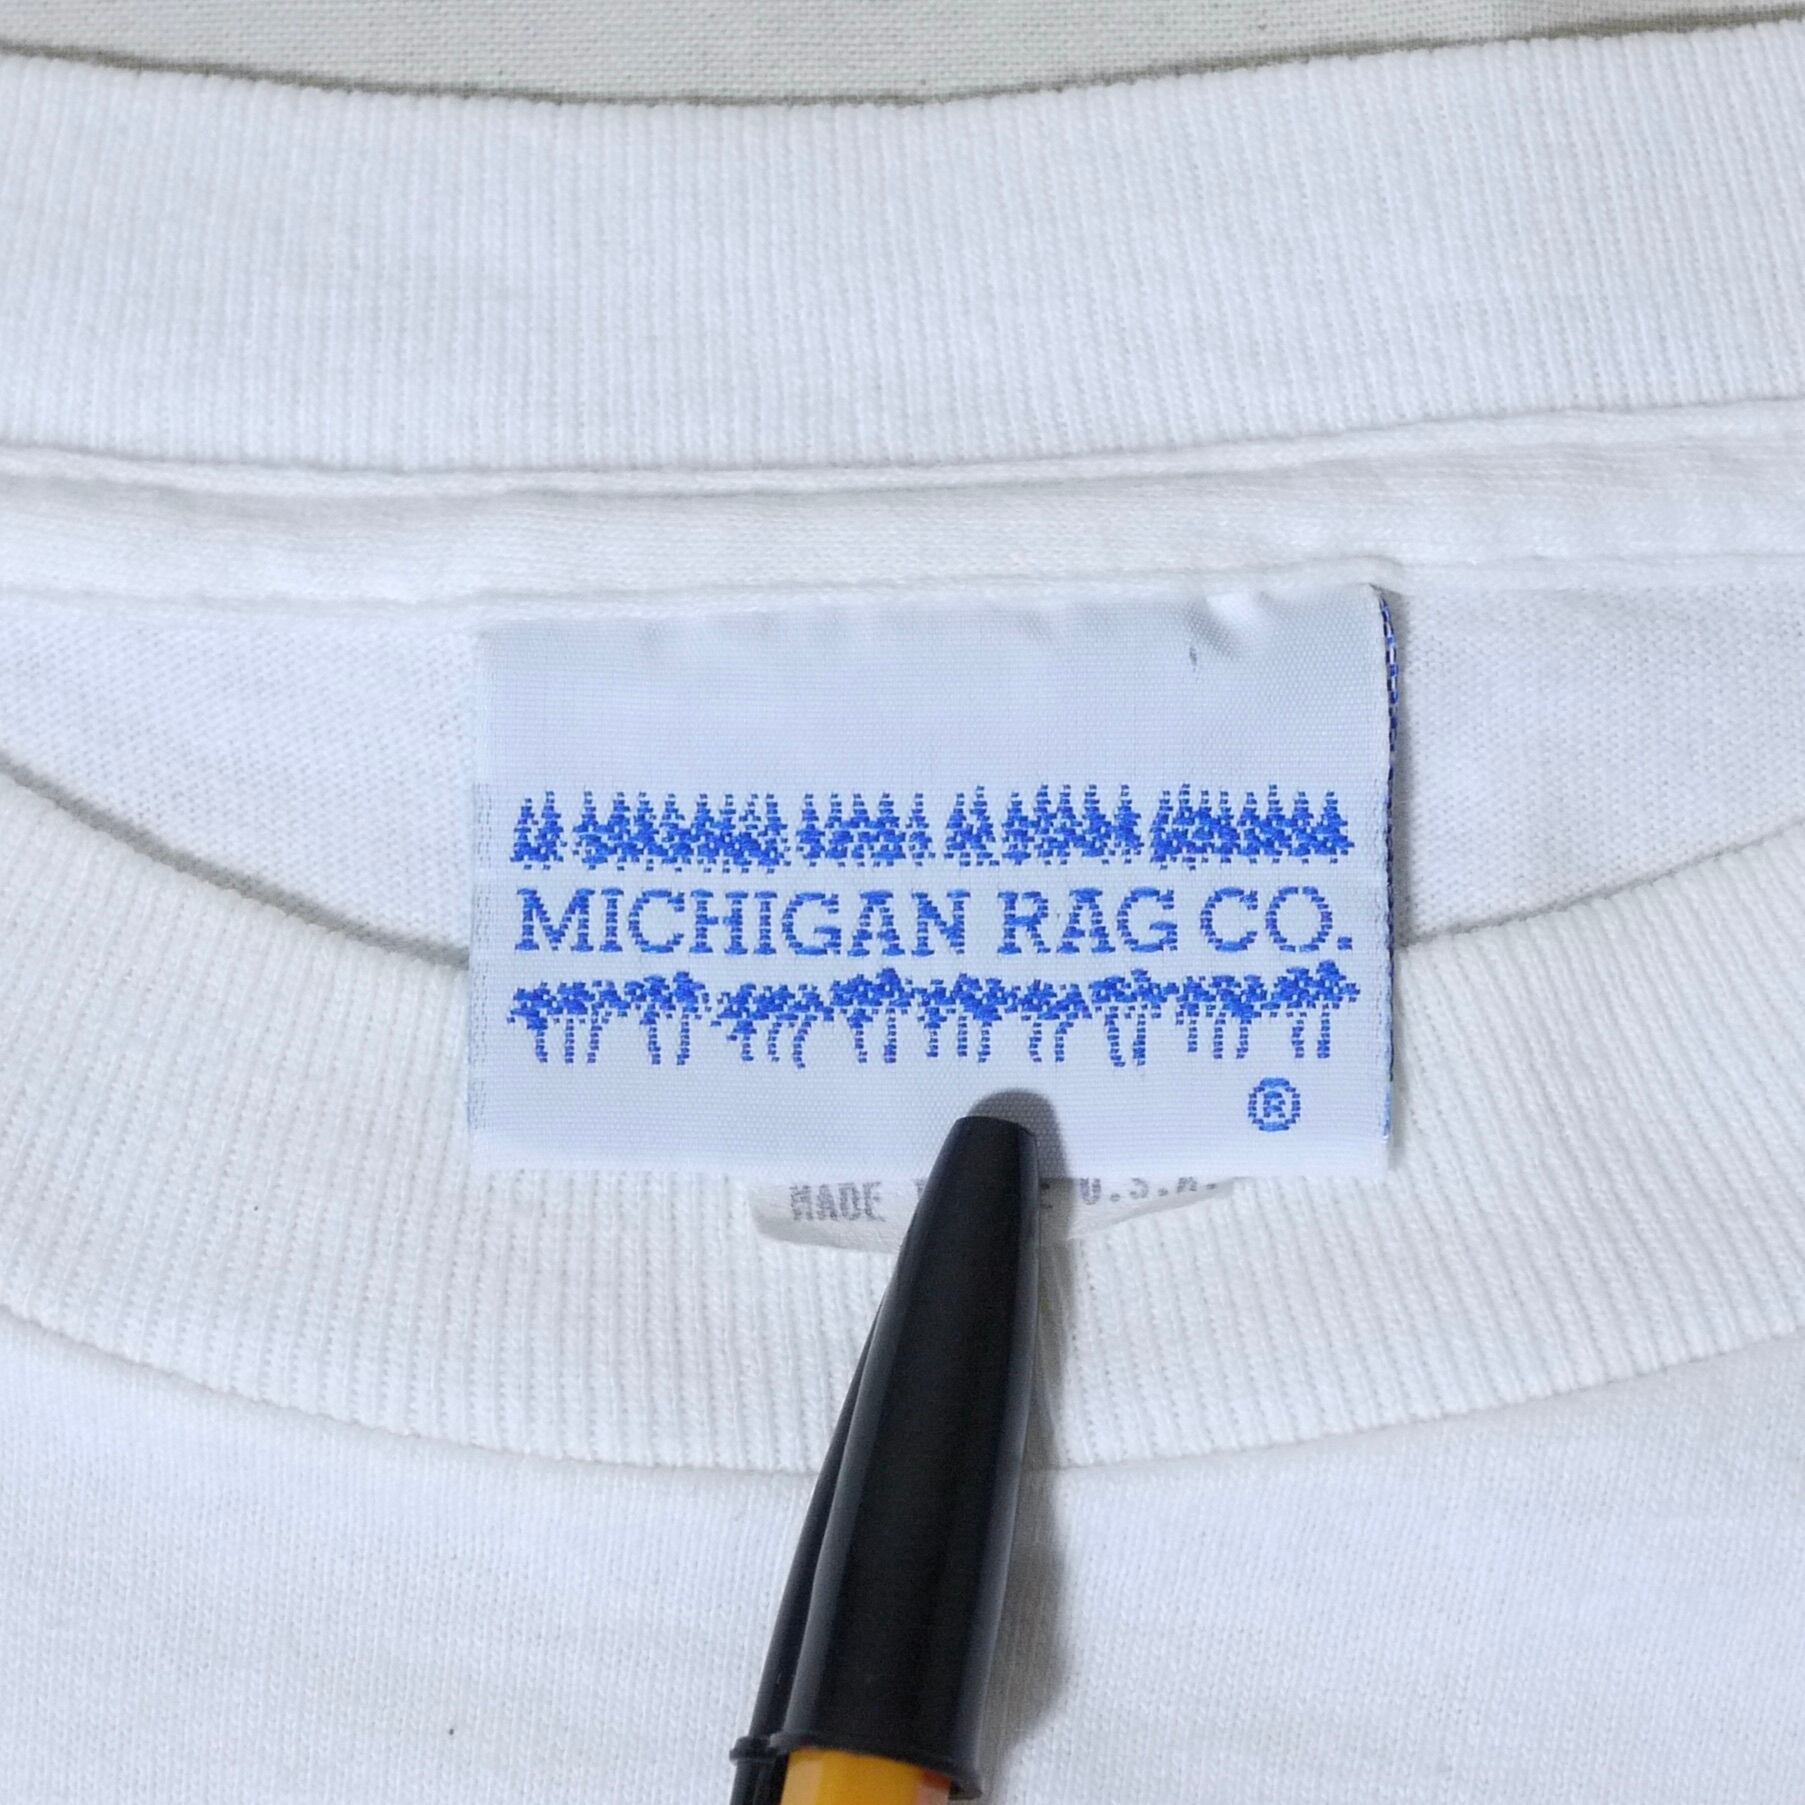 MICHIGAN RAG CO.
®
MADE U.S.A.